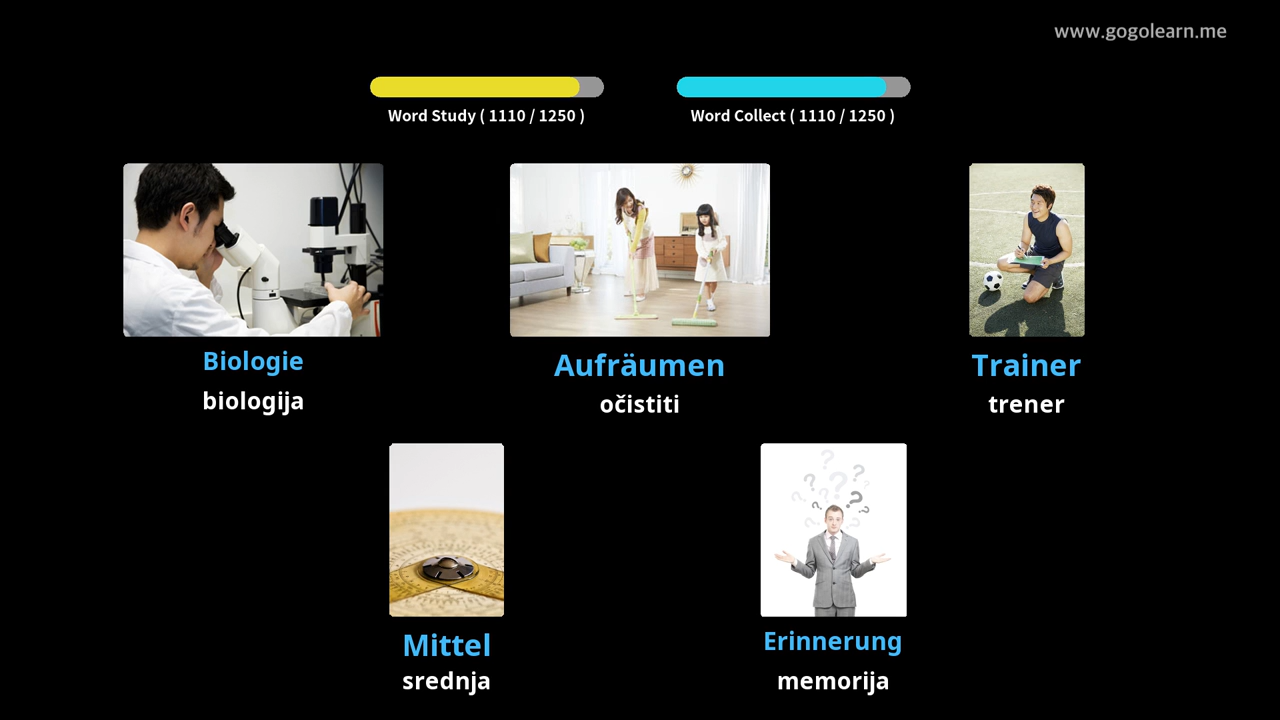 www.gogolearn.me
Word Study ( 1110 / 1250 )
Word Collect ( 1110 / 1250 )
Biologie
biologija
Aufräumen
očistiti
Trainer
trener
Mittel
srednja
Erinnerung
memorija